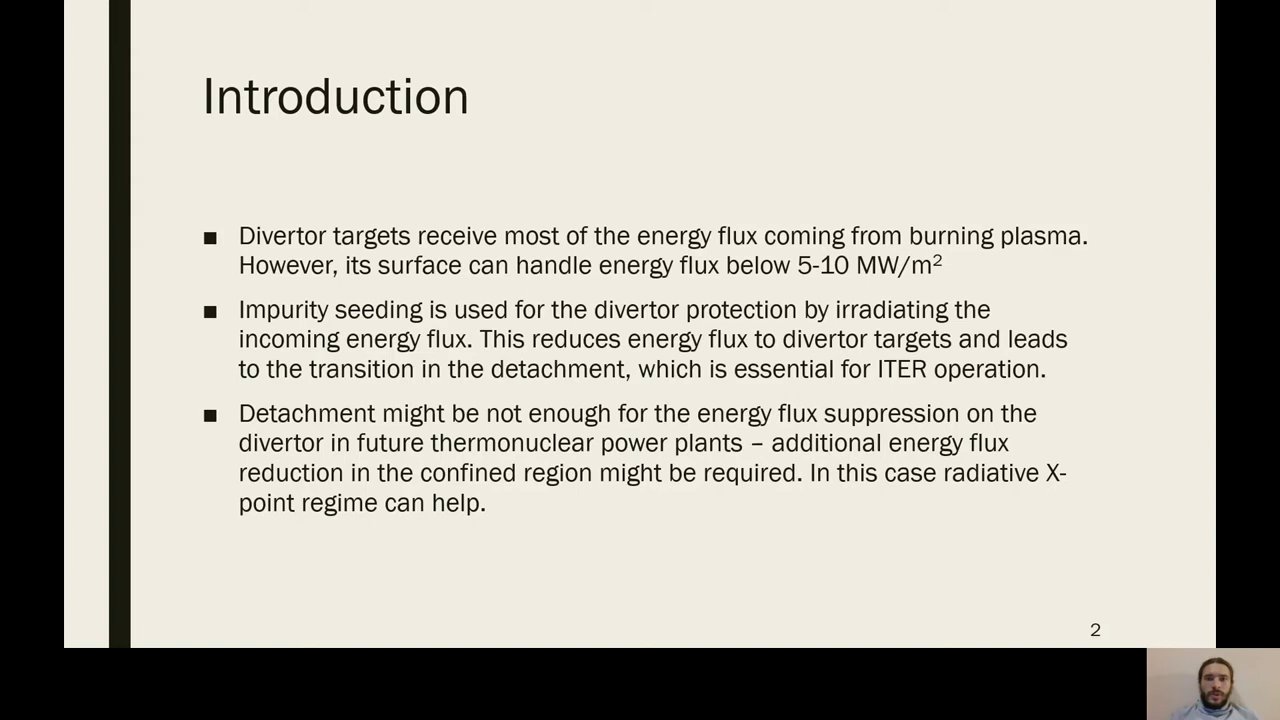 Introduction
■ Divertor targets receive most of the energy flux coming from burning plasma.
However, its surface can handle energy flux below 5-10 MW/m²
■ Impurity seeding is used for the divertor protection by irradiating the
incoming energy flux. This reduces energy flux to divertor targets and leads
to the transition in the detachment, which is essential for ITER operation.
■ Detachment might be not enough for the energy flux suppression on the
divertor in future thermonuclear power plants – additional energy flux
reduction in the confined region might be required. In this case radiative X-
point regime can help.
2